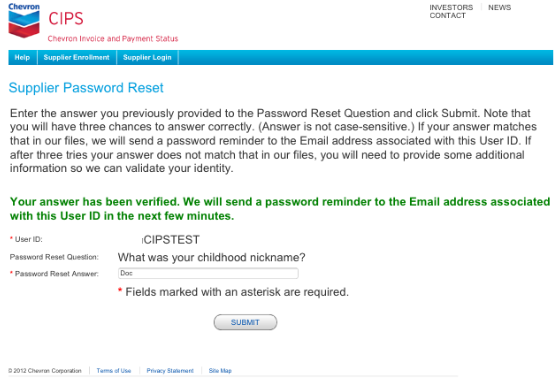 Chevron
CIPS
Chevron Invoice and Payment Status
INVESTORS NEWS
CONTACT
Help Supplier Enrollment Supplier Login
Supplier Password Reset
Enter the answer you previously provided to the Password Reset Question and click Submit. Note that
you will have three chances to answer correctly. (Answer is not case-sensitive.) If your answer matches
that in our files, we will send a password reminder to the Email address associated with this User ID. If
after three tries your answer does not match that in our files, you will need to provide some additional
information so we can validate your identity.
Your answer has been verified. We will send a password reminder to the Email address associated
with this User ID in the next few minutes.
* User ID: CIPSTEST
Password Reset Question: What was your childhood nickname?
* Password Reset Answer: Doc
* Fields marked with an asterisk are required.
SUBMIT
© 2012 Chevron Corporation Terms of Use Privacy Statement Site Map